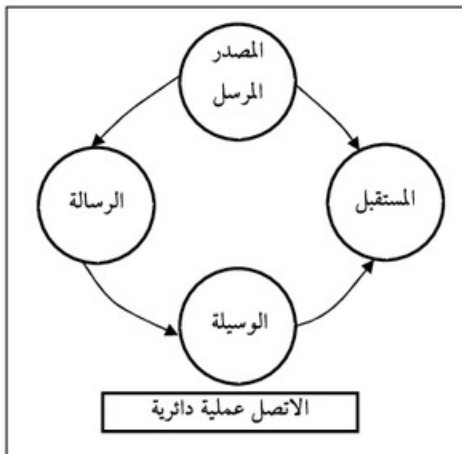 المصدر
المرسل
المستقبل
الرسالة
الوسيلة
الاتصل عملية دائرية